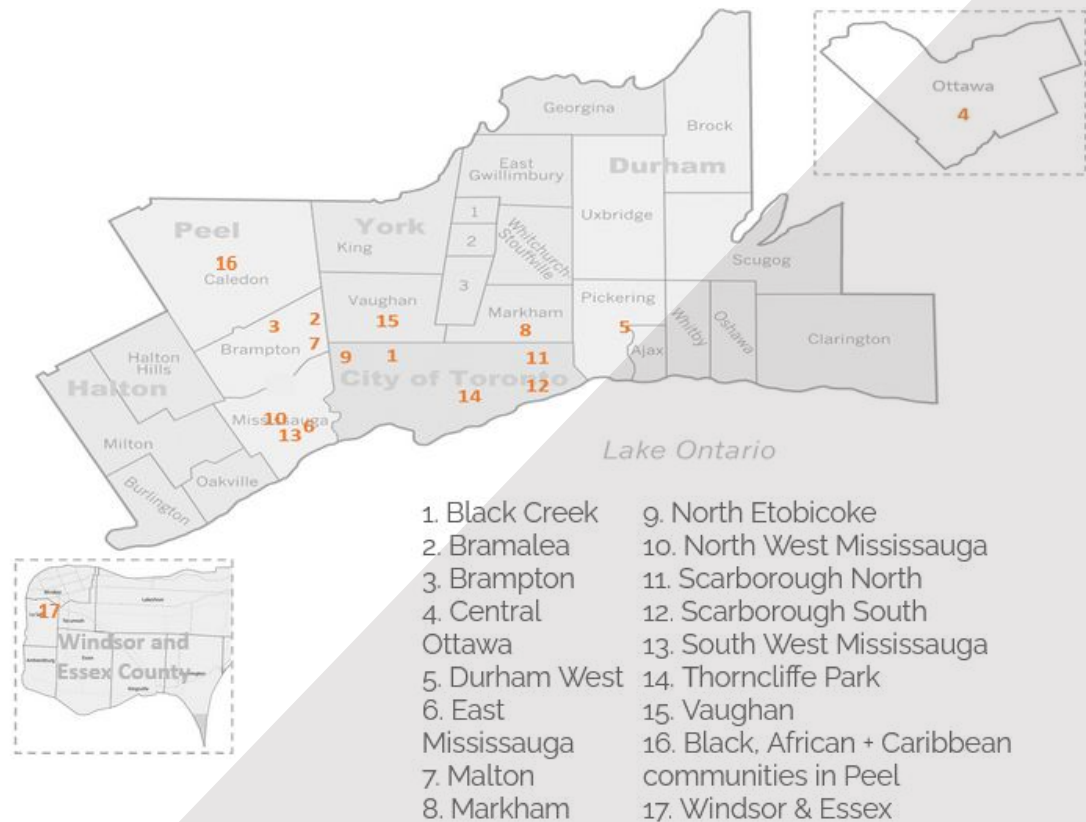 Georgina
Brock
East
Gwillimbury
Durham
Ottawa
4
1
2
3
Whitchurch
Stouffville
Uxbridge
Scugog
Peel
16
Caledon
York
King
Vaughan
15
Markham
8
Pickering
5
Ajax
Whitby
Oshawa
Clarington
3
2
7
Brampton
9
1
11
City of Toronto
14
12
Halton
Hills
Halton
Milton
Burlington
Oakville
10
Mississauga
6
13
Lake Ontario
17
Windsor and
Essex County
1. Black Creek
2. Bramalea
3. Brampton
4. Central
Ottawa
5. Durham West
6. East
Mississauga
7. Malton
8. Markham
9. North Etobicoke
10. North West Mississauga
11. Scarborough North
12. Scarborough South
13. South West Mississauga
14. Thorncliffe Park
15. Vaughan
16. Black, African + Caribbean
communities in Peel
17. Windsor & Essex